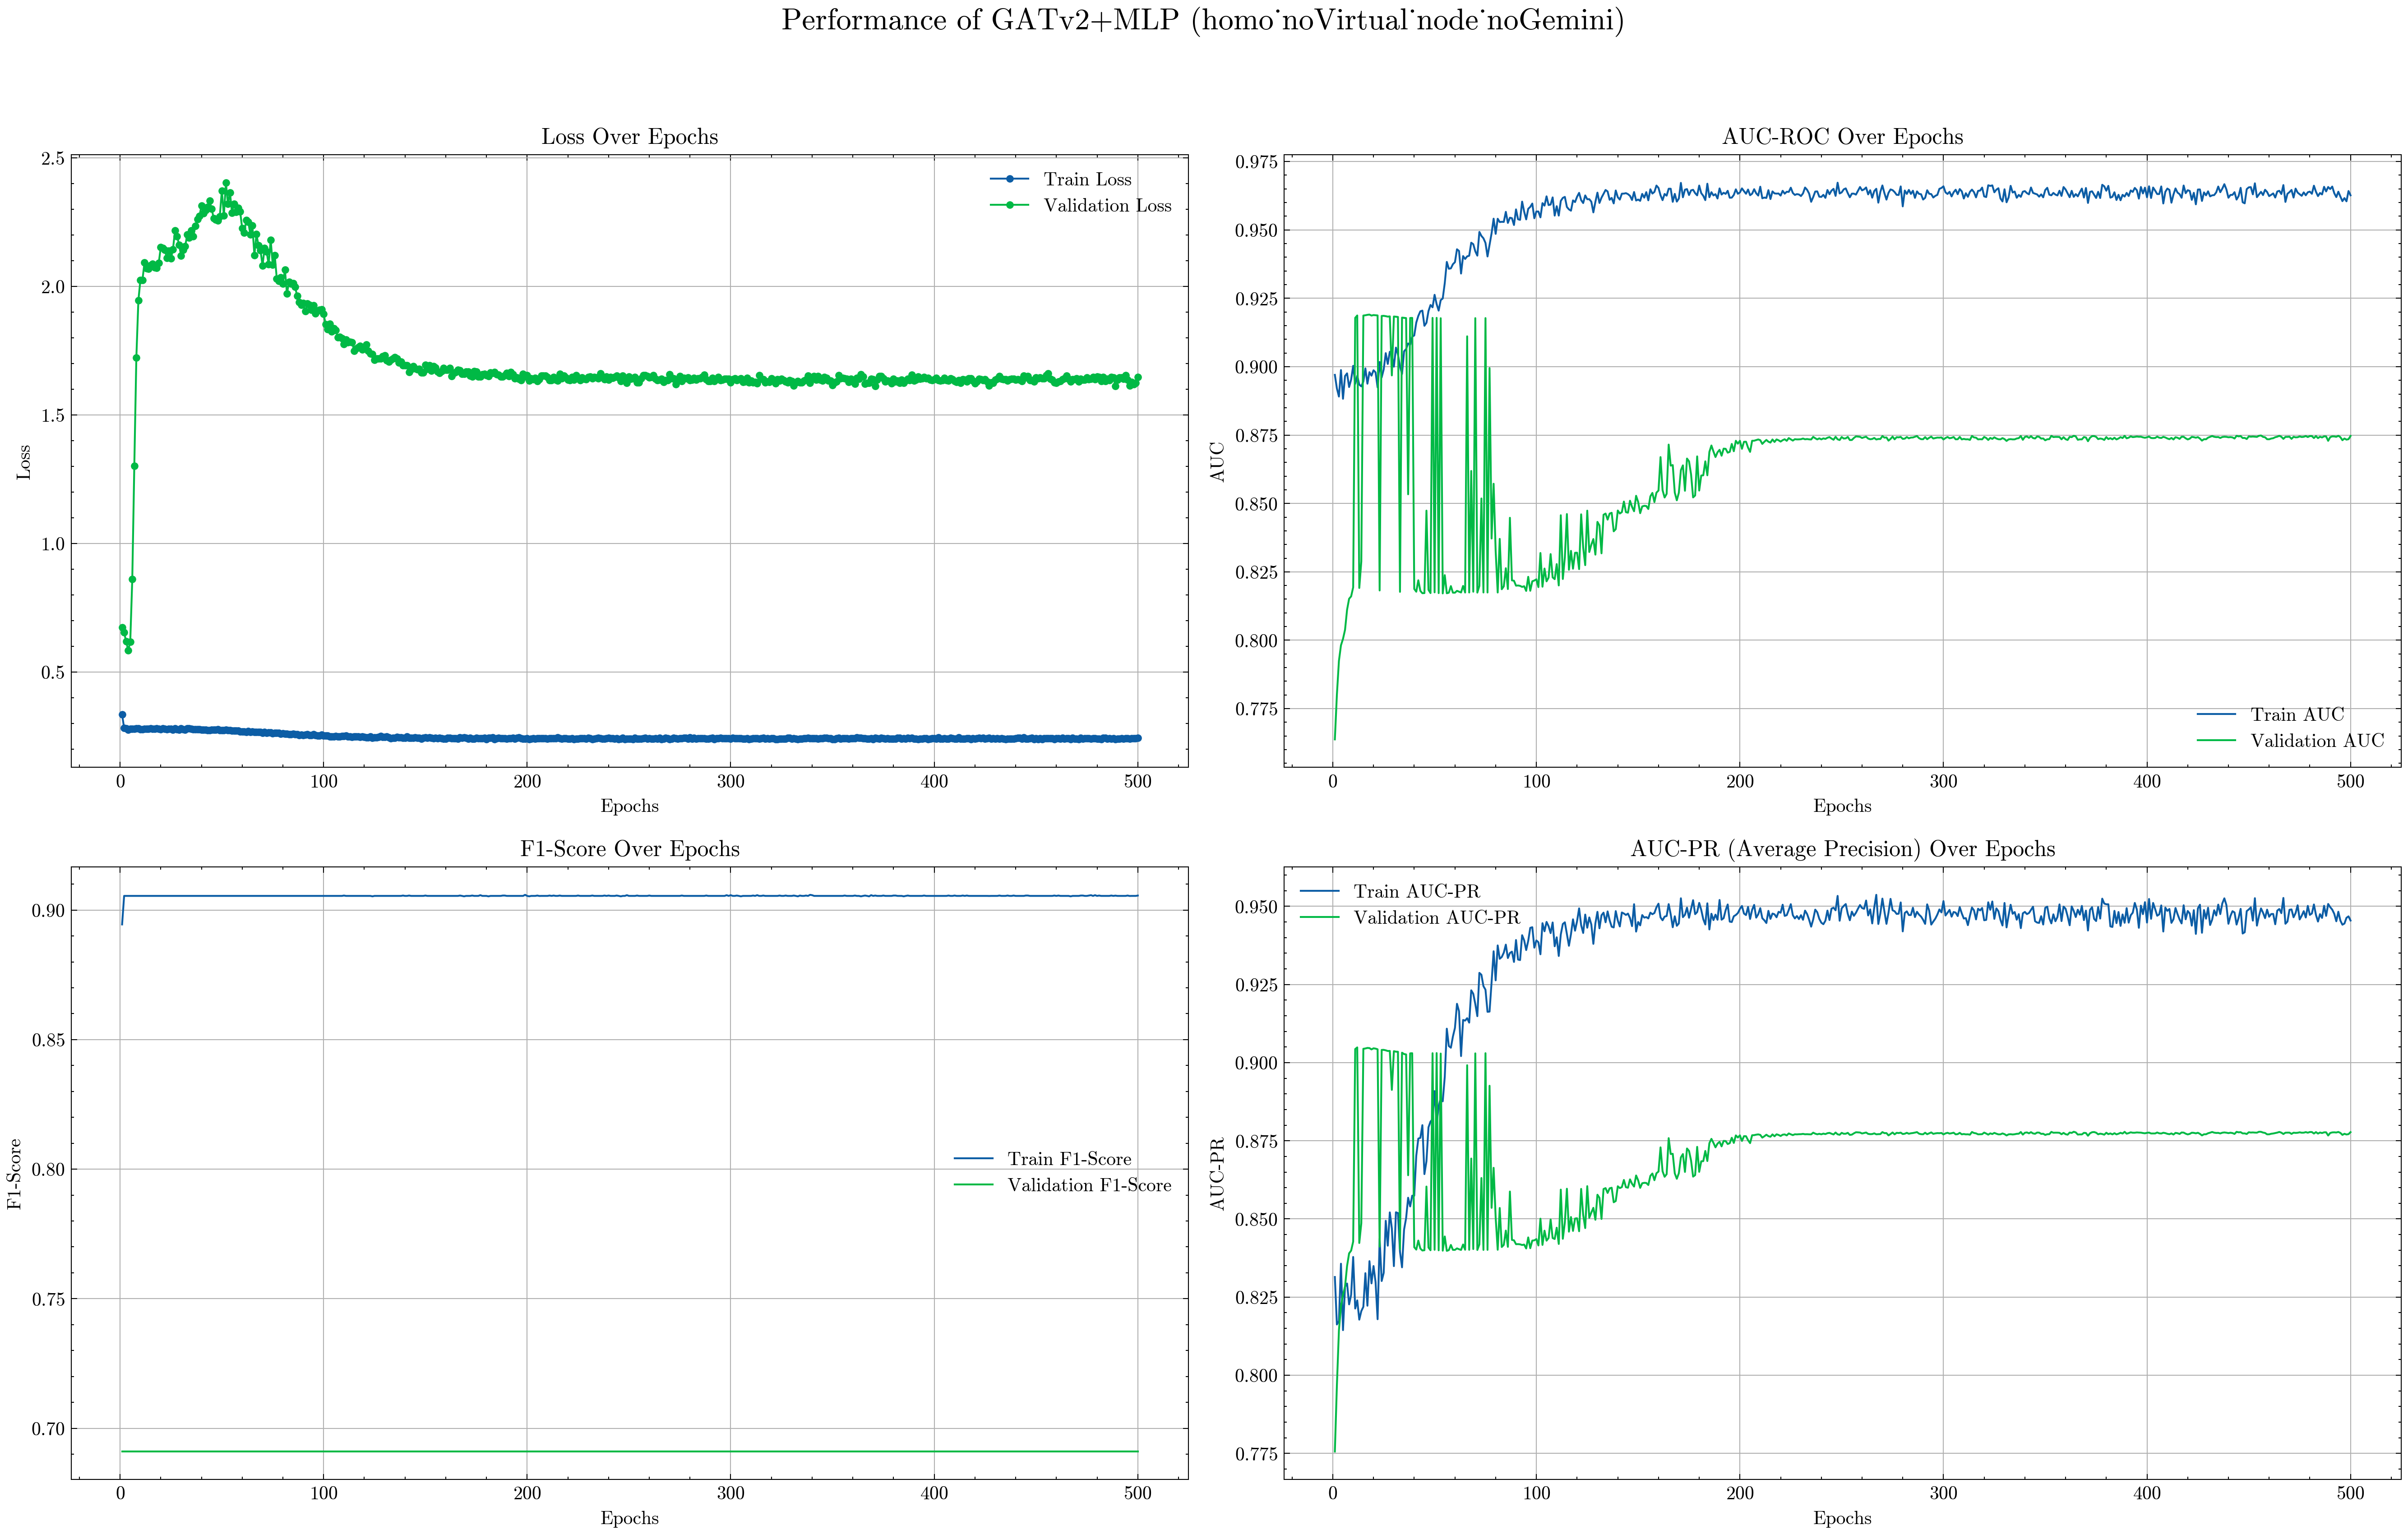 Performance of GATv2+MLP (homo˙noVirtual˙node˙noGemini)
Loss Over Epochs
2.5
2.0
1.5
1.0
0.5
Loss
Train Loss
Validation Loss
0 100 200 300 400 500
Epochs
AUC-ROC Over Epochs
0.975
0.950
0.925
0.900
0.875
0.850
0.825
0.800
0.775
AUC
Train AUC
Validation AUC
0 100 200 300 400 500
Epochs
F1-Score Over Epochs
0.90
0.85
0.80
0.75
0.70
F1-Score
Train F1-Score
Validation F1-Score
0 100 200 300 400 500
Epochs
AUC-PR (Average Precision) Over Epochs
0.950
0.925
0.900
0.875
0.850
0.825
0.800
0.775
AUC-PR
Train AUC-PR
Validation AUC-PR
0 100 200 300 400 500
Epochs